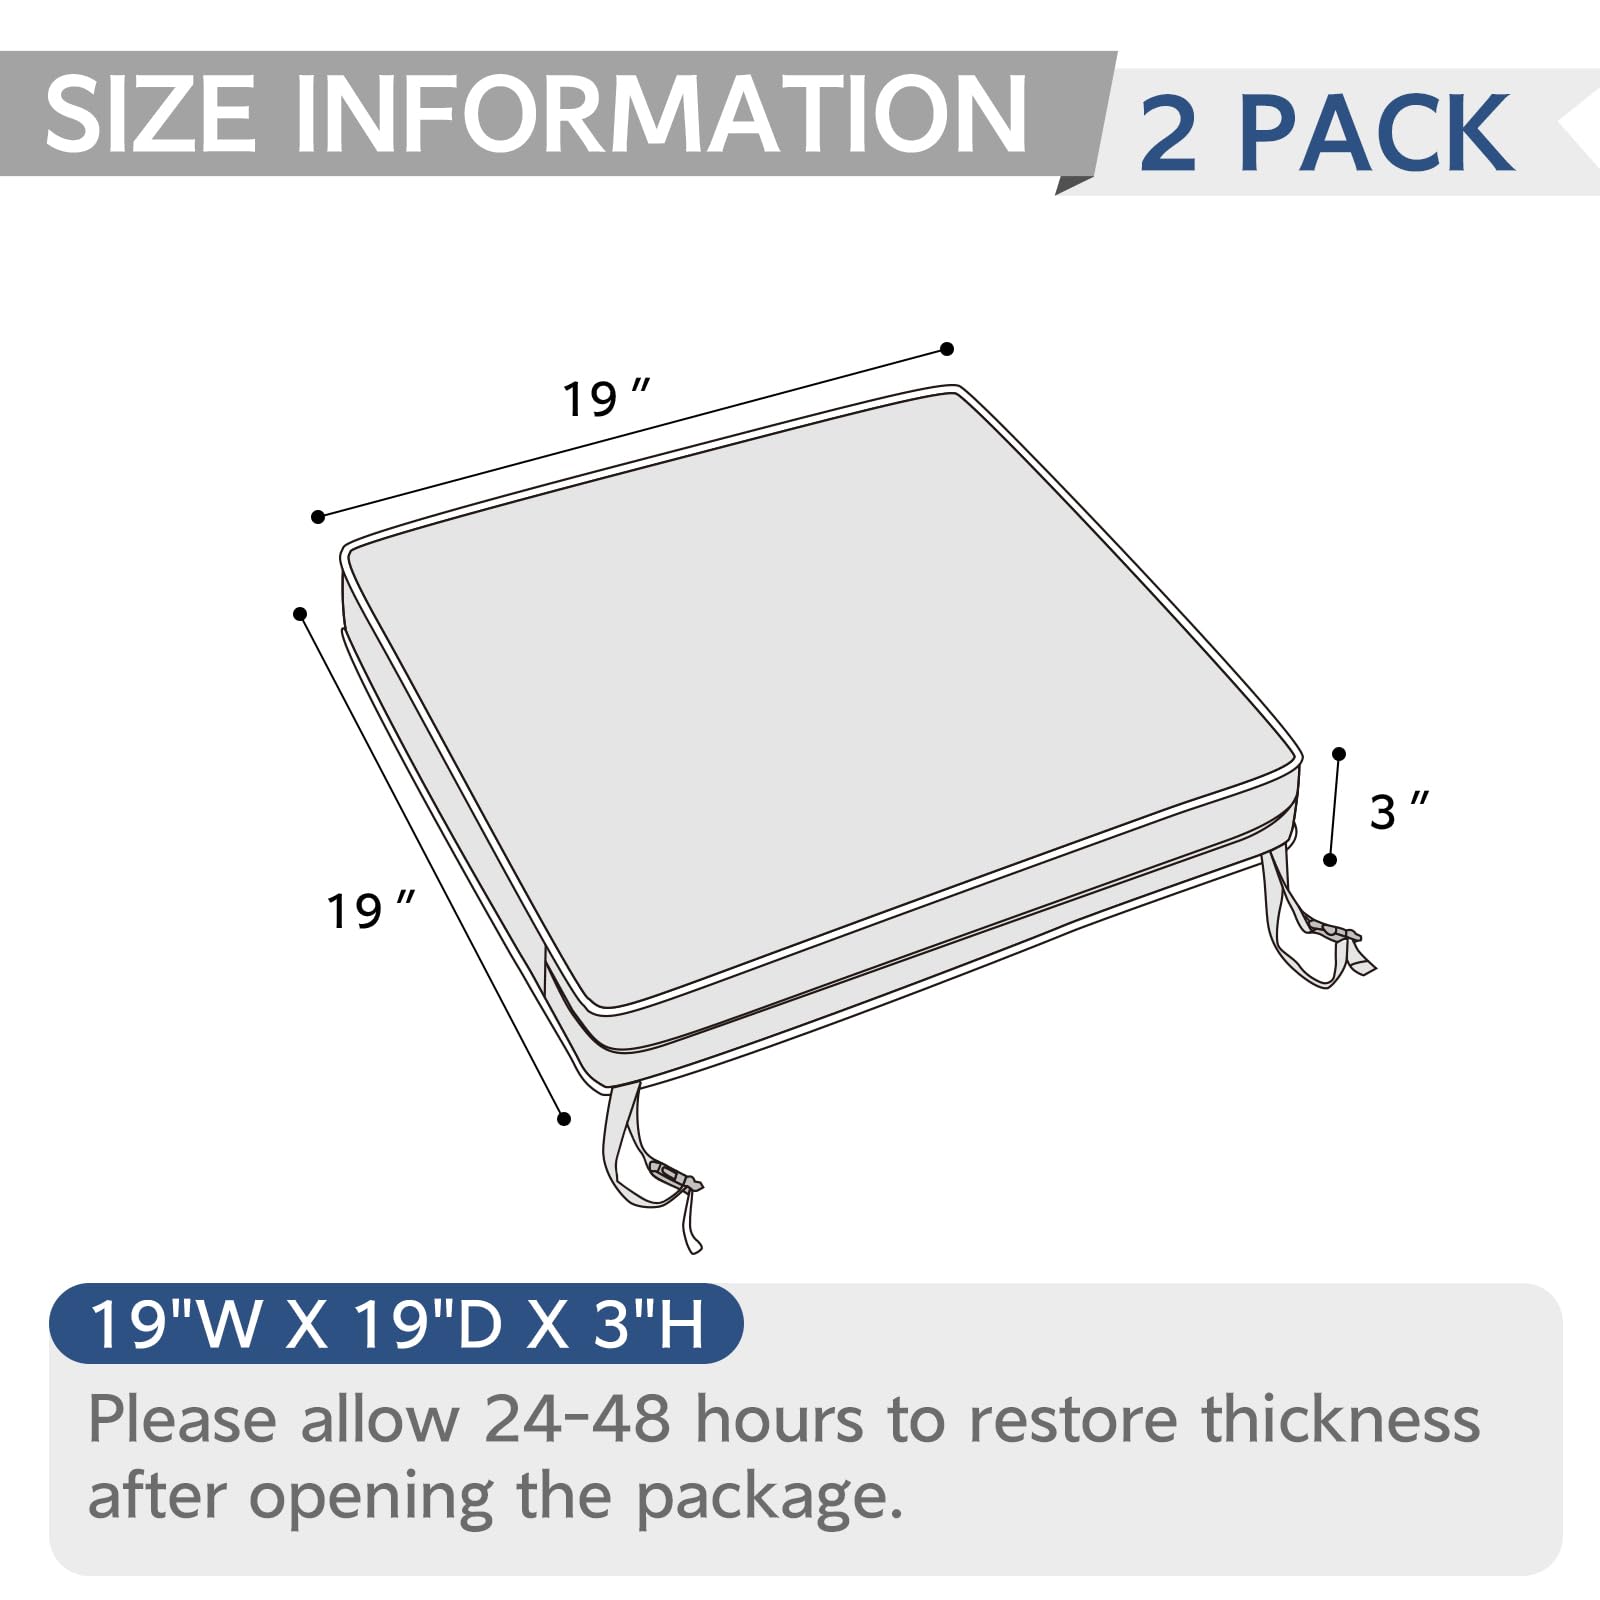 SIZE INFORMATION
2 PACK
19 "
19 "
3 "
19"W X 19"D X 3"H
Please allow 24-48 hours to restore thickness
after opening the package.